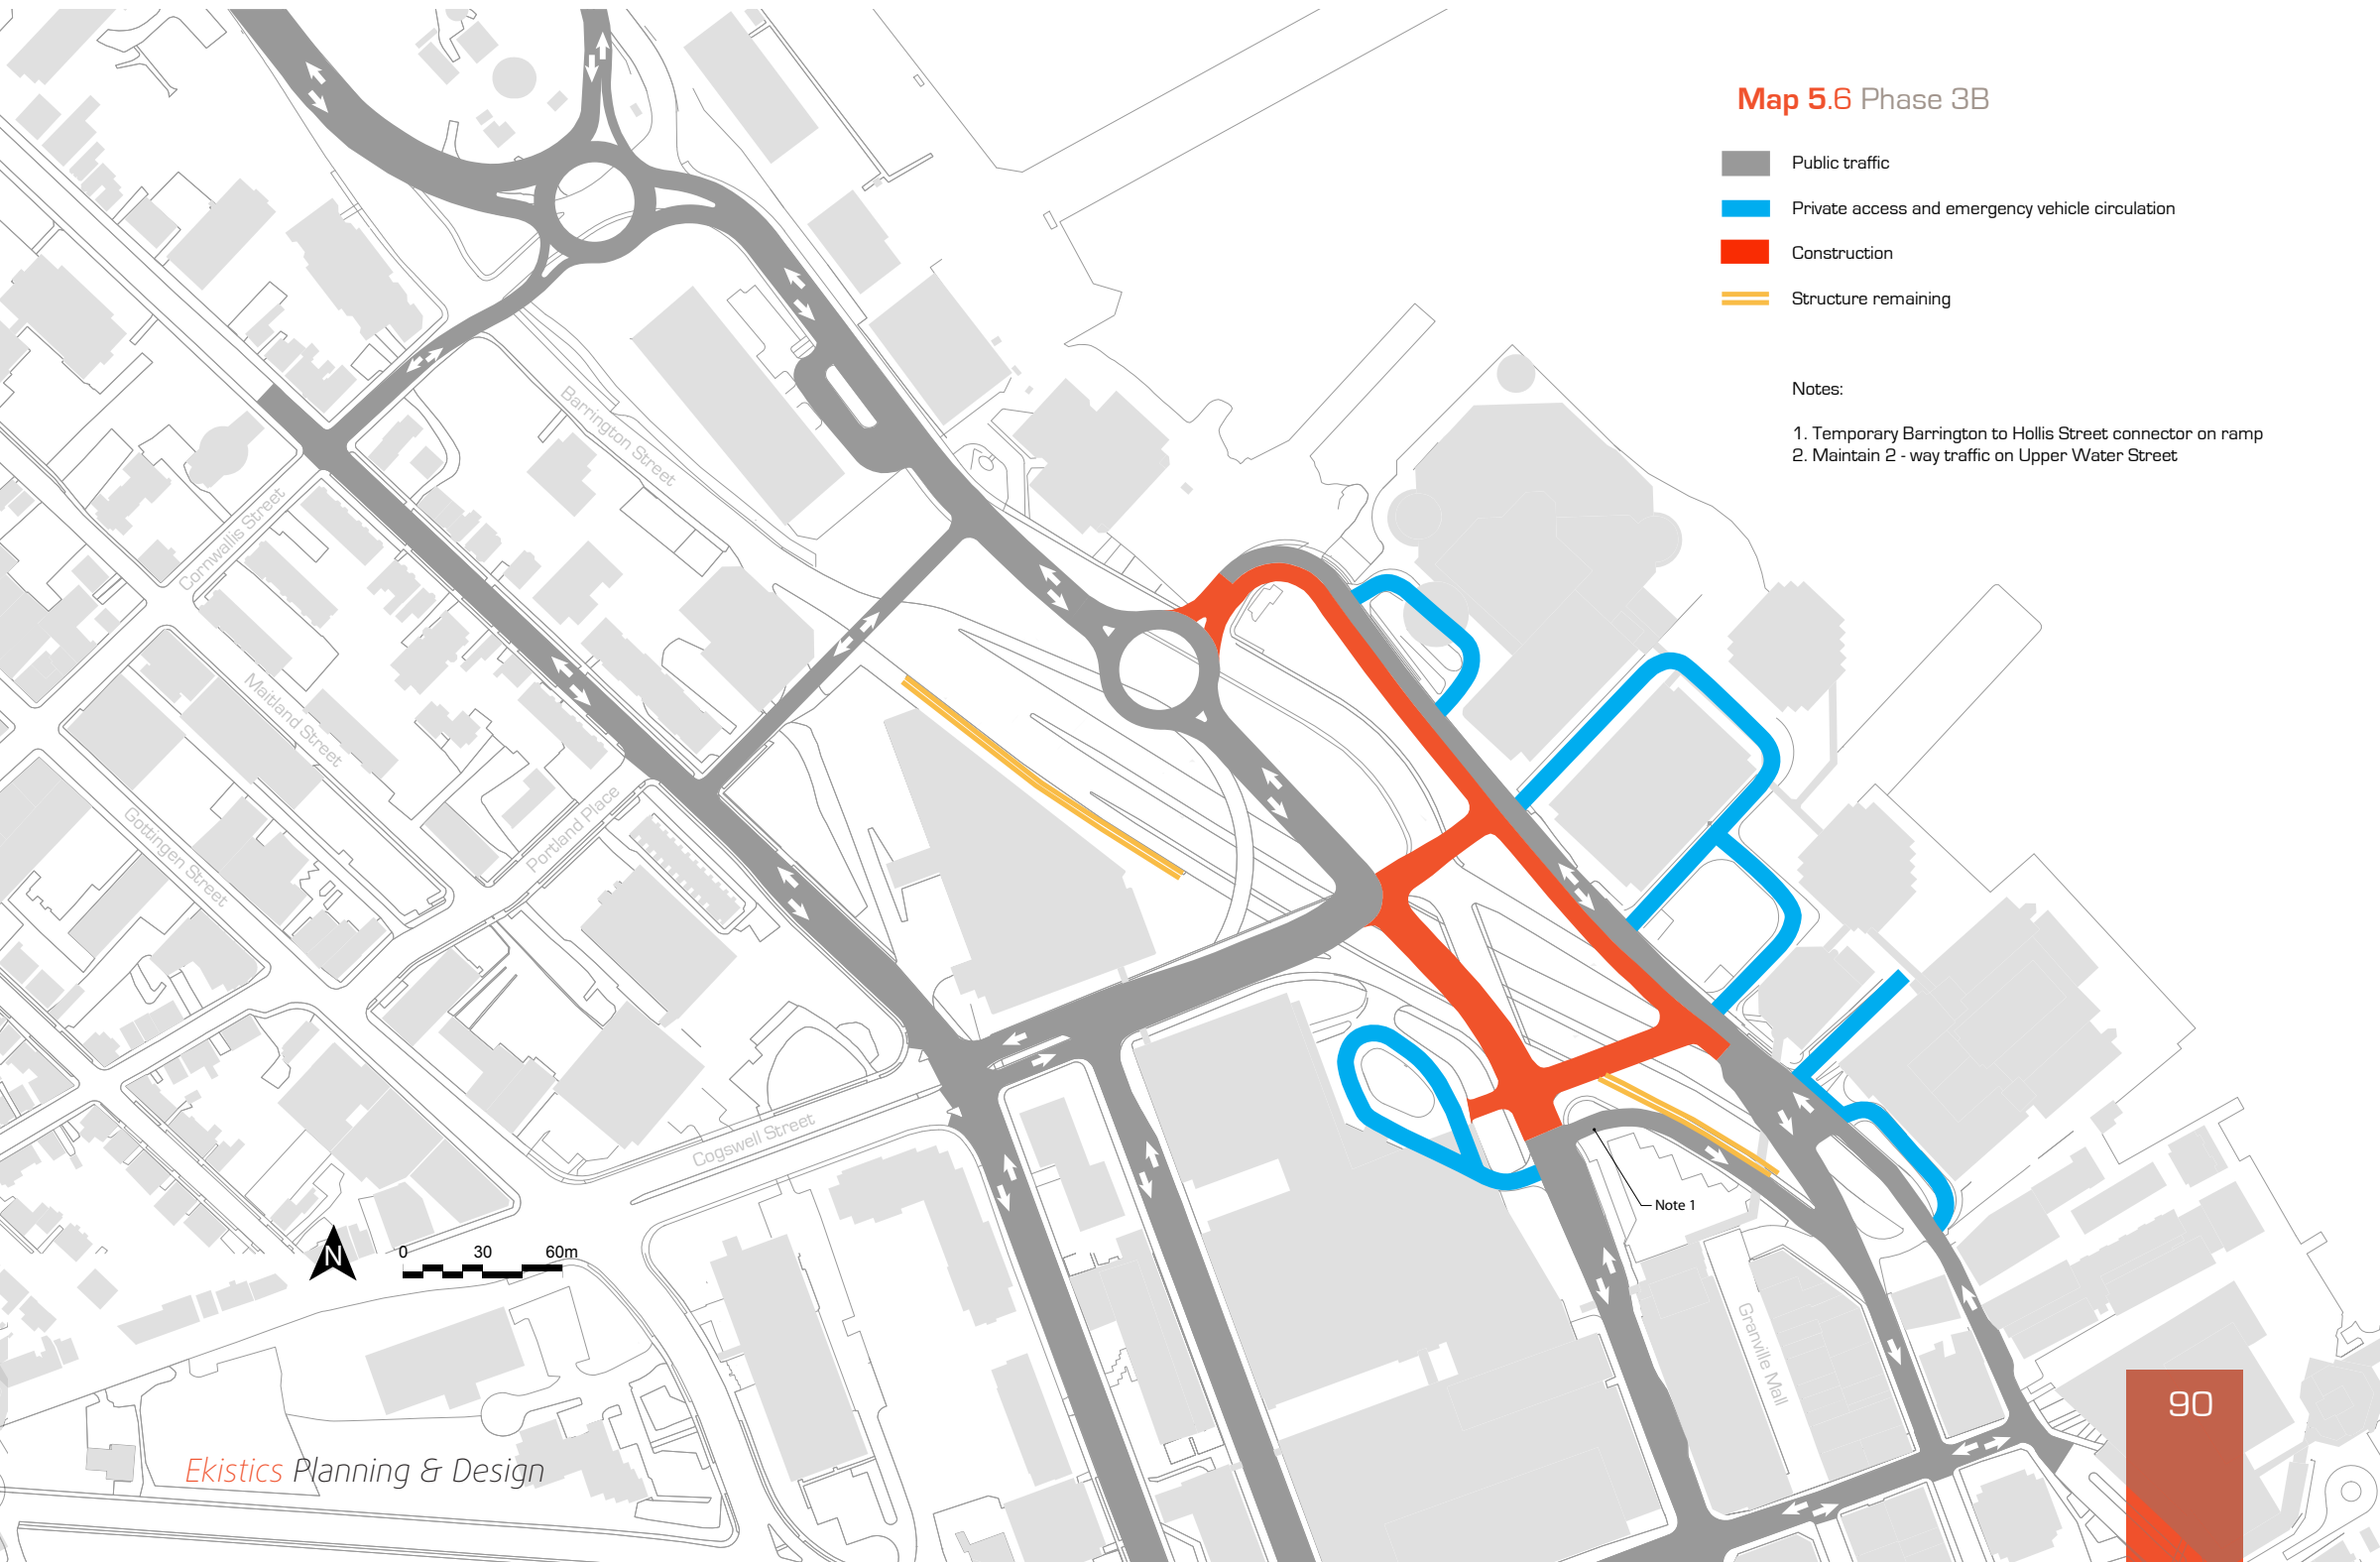 Map 5.6 Phase 3B
Public traffic
Private access and emergency vehicle circulation
Construction
Structure remaining
Notes:
1. Temporary Barrington to Hollis Street connector on ramp
2. Maintain 2 - way traffic on Upper Water Street
Barrington Street
Cornwallis Street
Maitland Street
Gottingen Street
Portland Place
Cogswell Street
Note 1
Granville Mall
N
0 30 60m
Ekistics Planning & Design
90